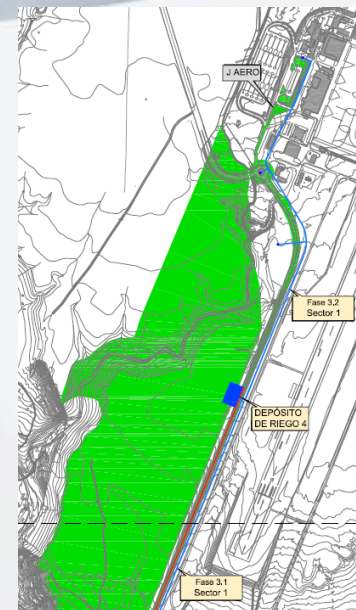 J AERO
Fase 3.2
Sector 1
DEPÓSITO
DE RIEGO 4
Fase 3.1
Sector 1